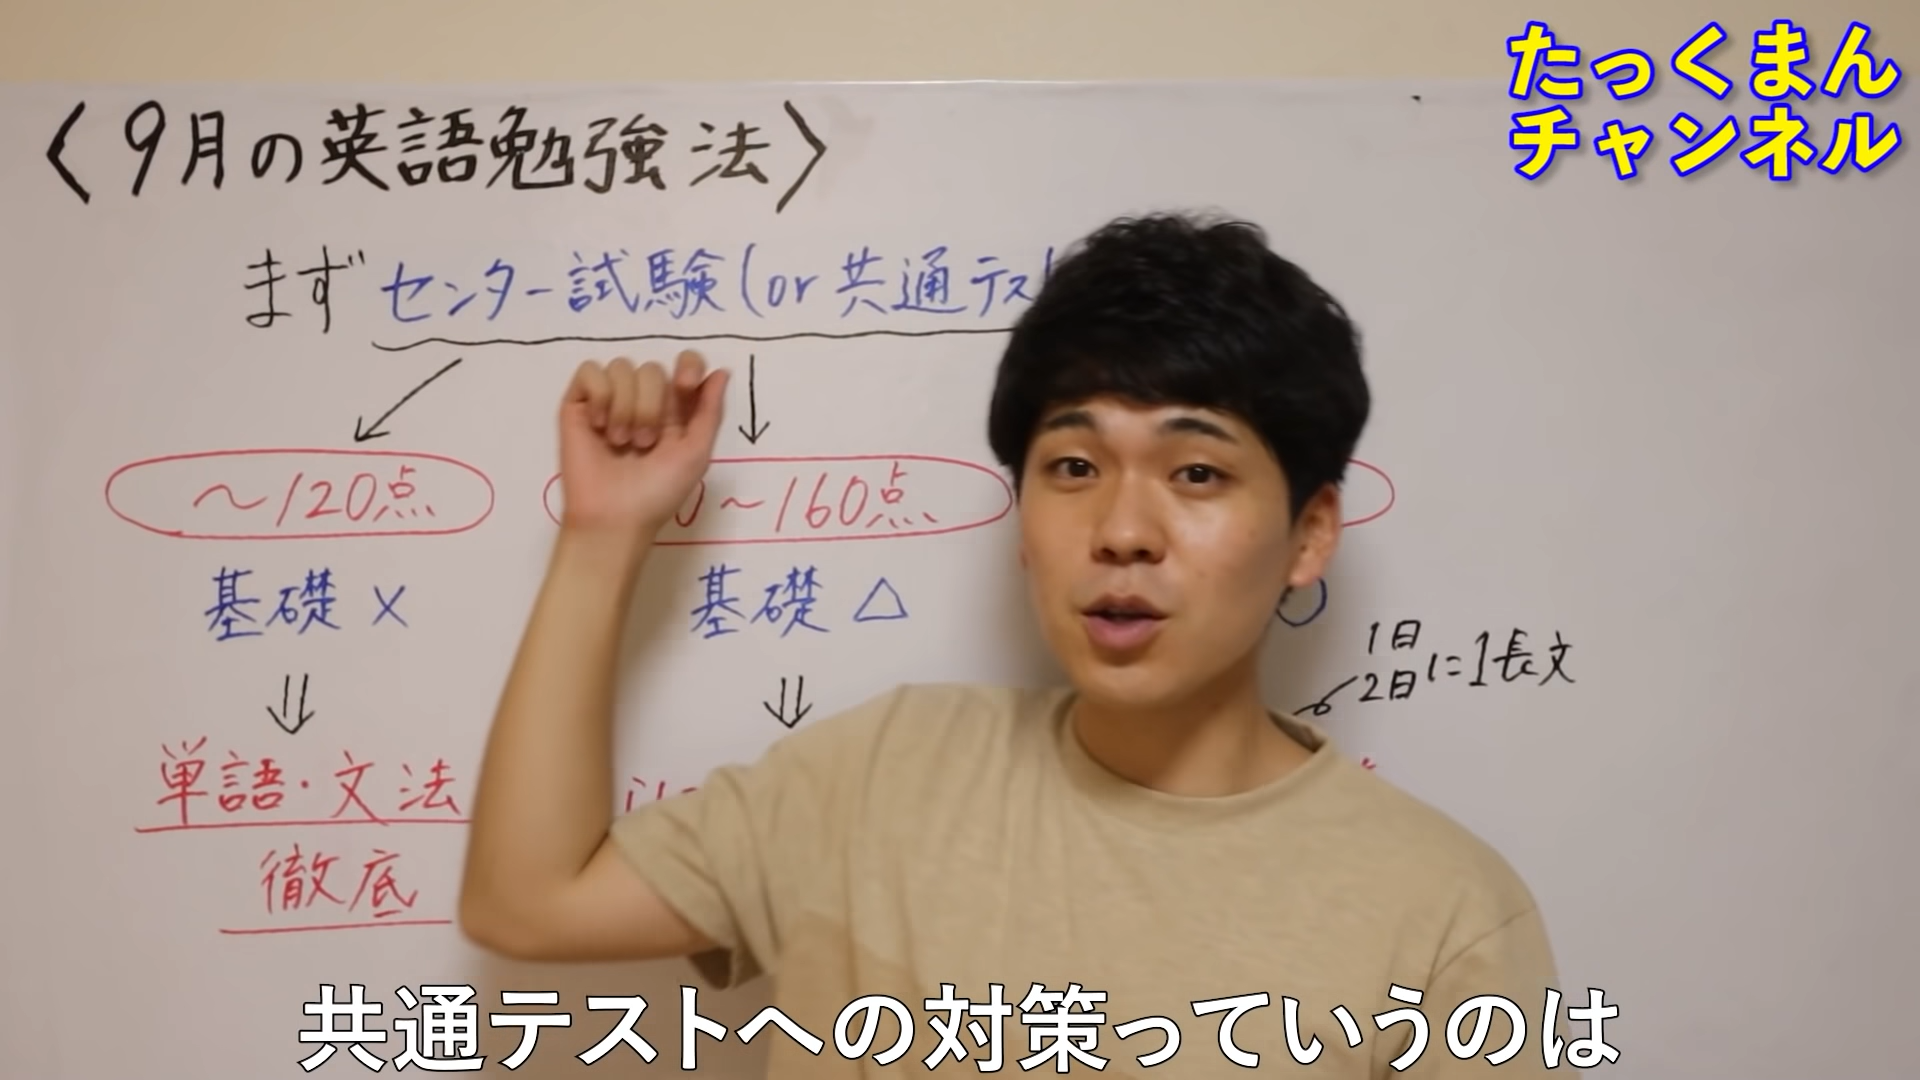 たっくまん
チャンネル
〈9月の英語勉強法〉
まずセンター試験(or 共通テス
〜120点
〜160点
基礎 ×
基礎 △
1日
2日に1長文
単語・文法
徹底
共通テストへの対策っていうのは